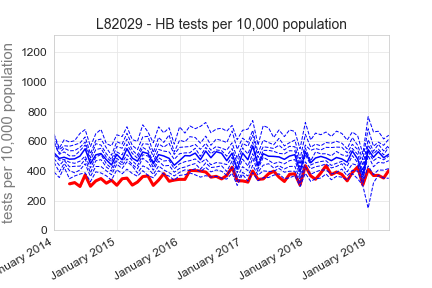 L82029 - HB tests per 10,000 population
tests per 10,000 population
1200
1000
800
600
400
200
0
nuary 2014
January 2015
January 2016
January 2017
January 2018
January 2019